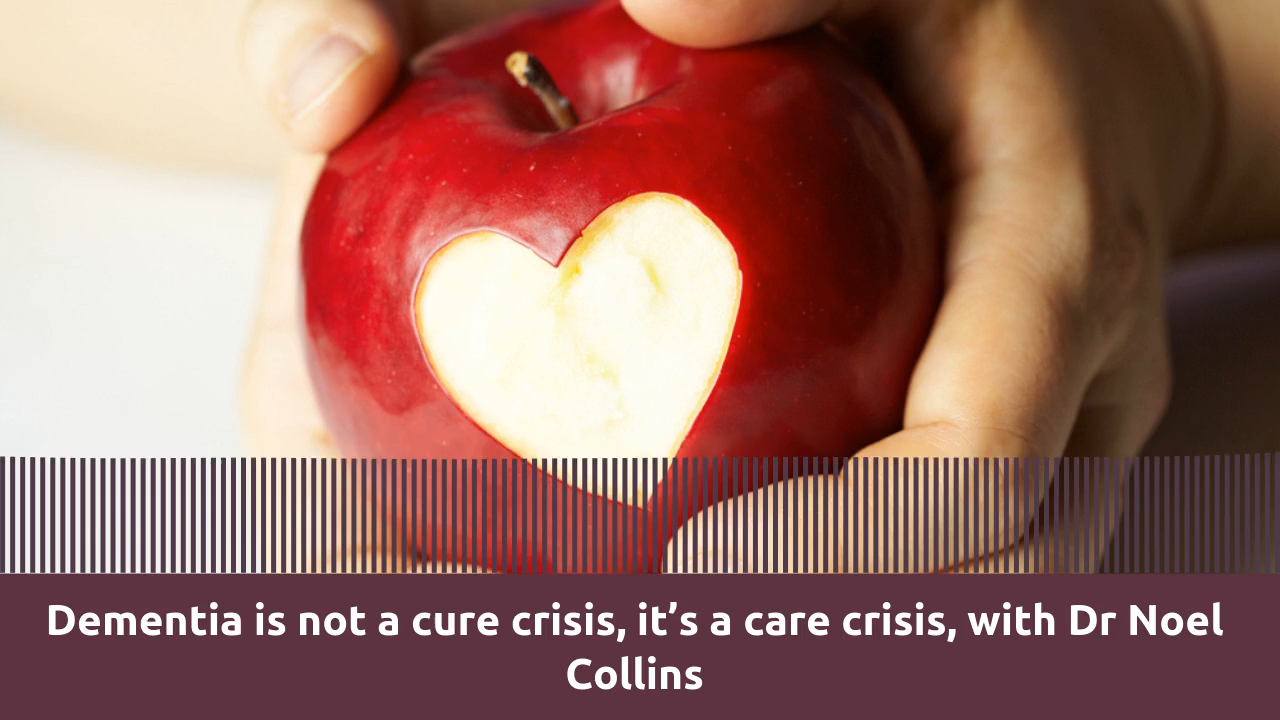 Dementia is not a cure crisis, it’s a care crisis, with Dr Noel
Collins